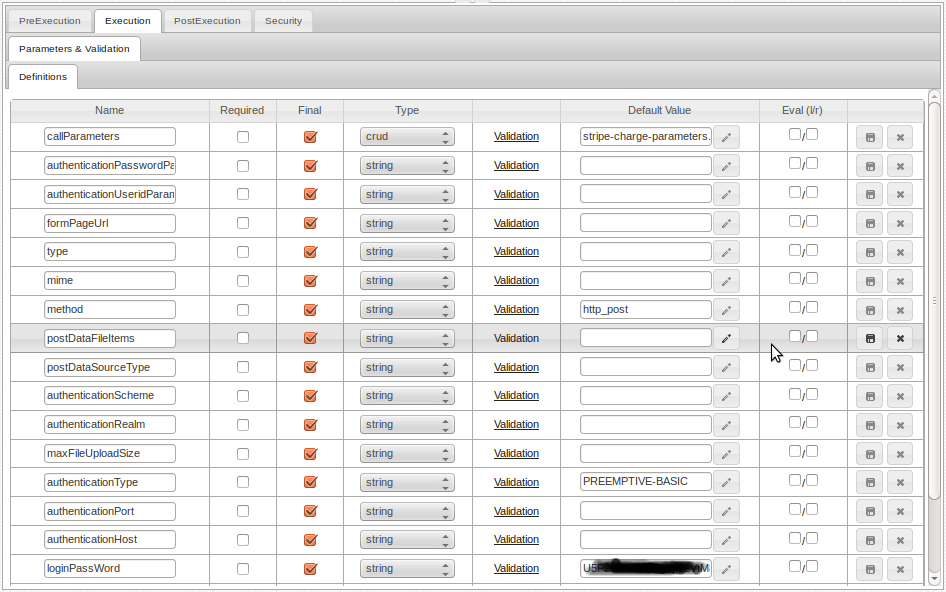 PreExecution Execution PostExecution Security
Parameters & Validation
Definitions
Name Required Final Type Default Value Eval (l/r)
callParameters crud Validation stripe-charge-parameters. /
authenticationPasswordPa string Validation /
authenticationUseridParam string Validation /
formPageUrl string Validation /
type string Validation /
mime string Validation /
method string Validation http_post /
postDataFileItems string Validation /
postDataSourceType string Validation /
authenticationScheme string Validation /
authenticationRealm string Validation /
maxFileUploadSize string Validation /
authenticationType string Validation PREEMPTIVE-BASIC /
authenticationPort string Validation /
authenticationHost string Validation /
loginPassWord string Validation /